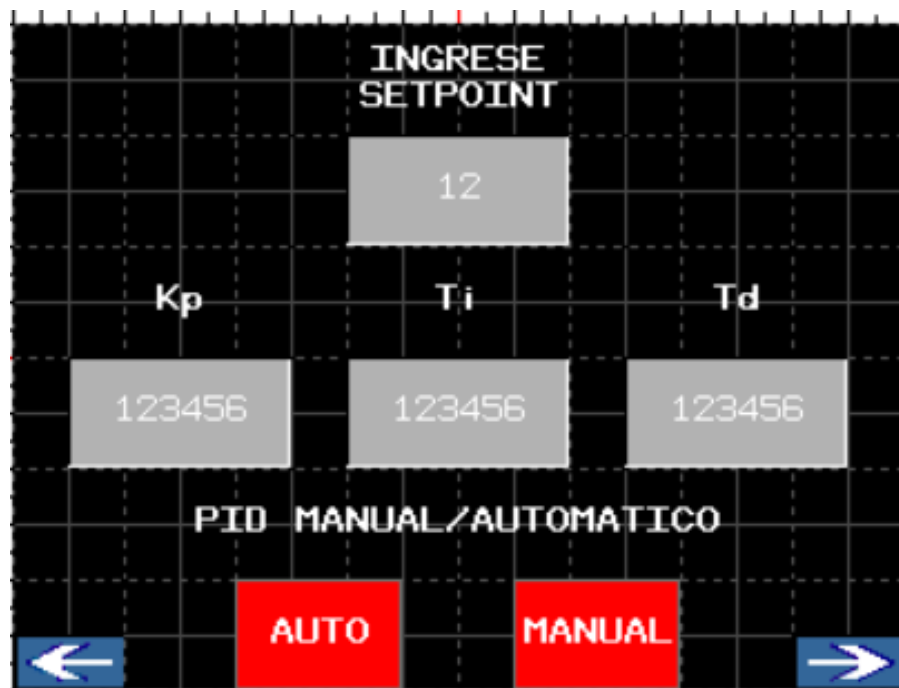 INGRESE
SETPOINT
12
Kp Ti Td
123456 123456 123456
PID MANUAL/AUTOMATICO
AUTO MANUAL